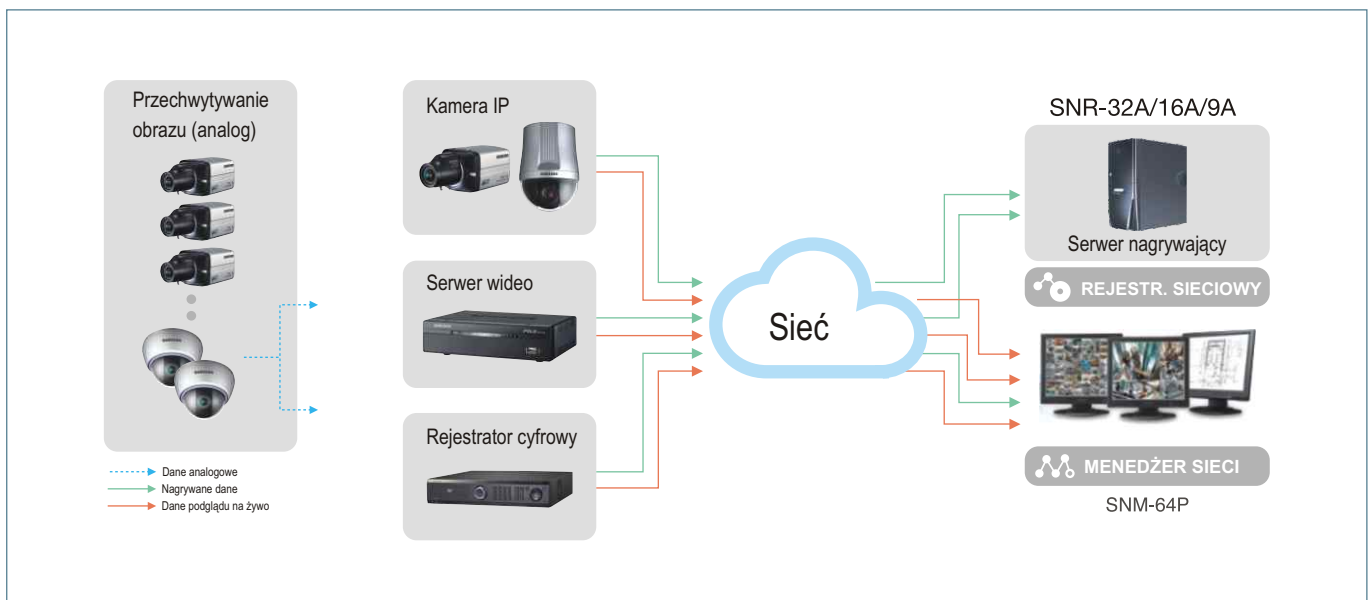 Przechwytywanie
obrazu (analog)
Kamera IP
Serwer wideo
Rejestrator cyfrowy
Dane analogowe
Nagrywane dane
Dane podglądu na żywo
Sieć
SNR-32A/16A/9A
Serwer nagrywający
REJESTR. SIECIOWY
MENEDŻER SIECI
SNM-64P